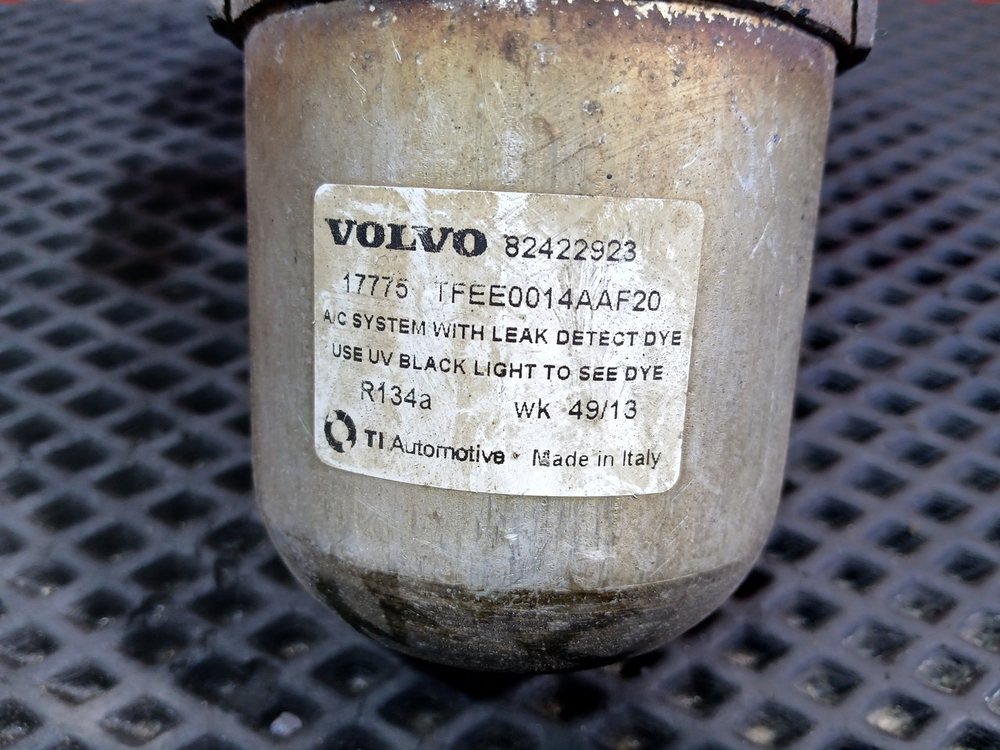 VOLVO 82422923
17775 TFEE0014AAF20
A/C SYSTEM WITH LEAK DETECT DYE
USE UV BLACK LIGHT TO SEE DYE
R134a wk 49/13
TI Automotive · Made in Italy